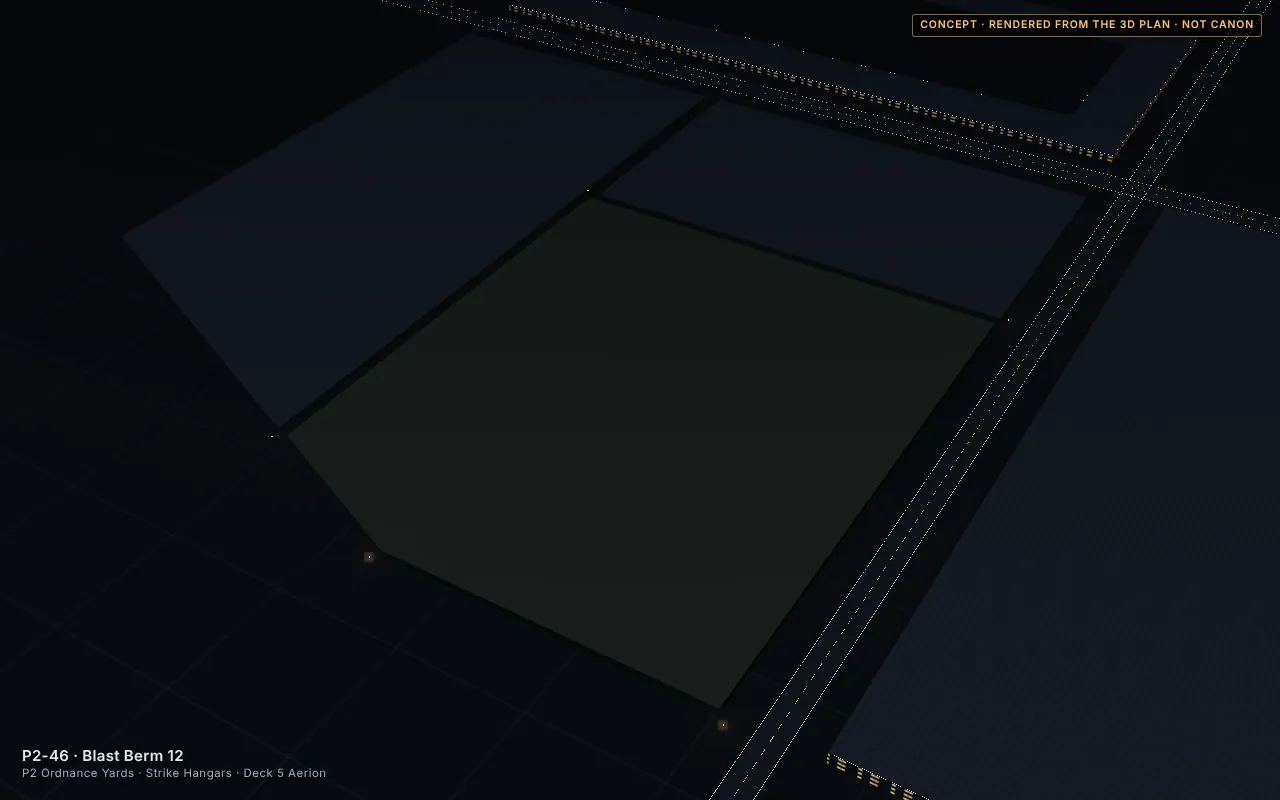 CONCEPT · RENDERED FROM THE 3D PLAN · NOT CANON
P2-46 · Blast Berm 12
P2 Ordnance Yards · Strike Hangars · Deck 5 Aerion